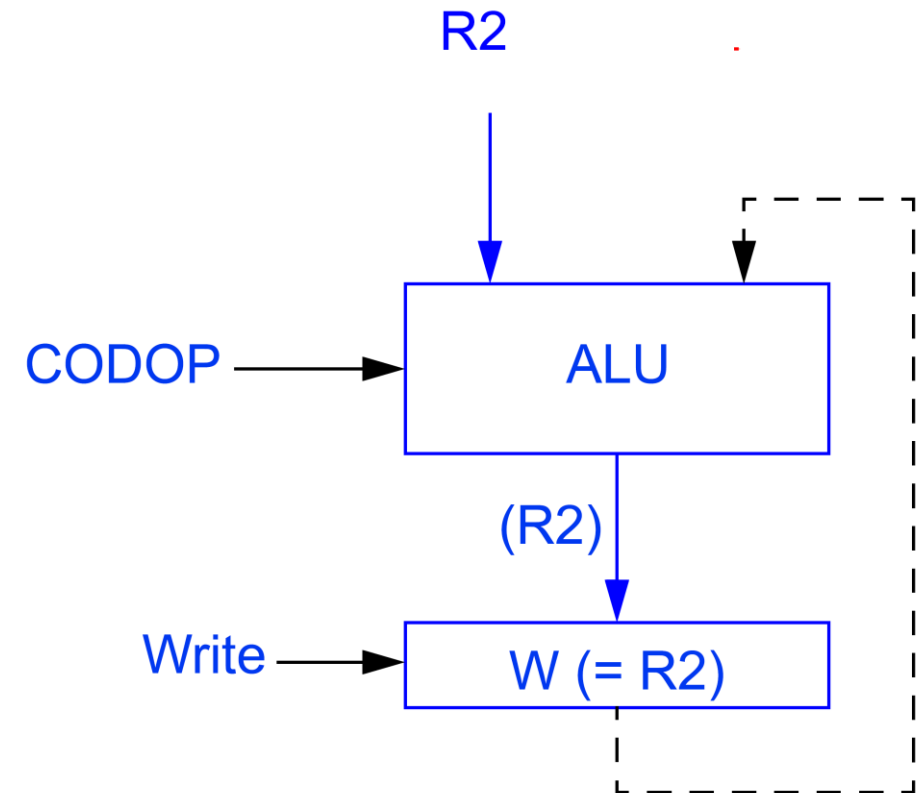 R2
CODOP
ALU
(R2)
Write
W (= R2)